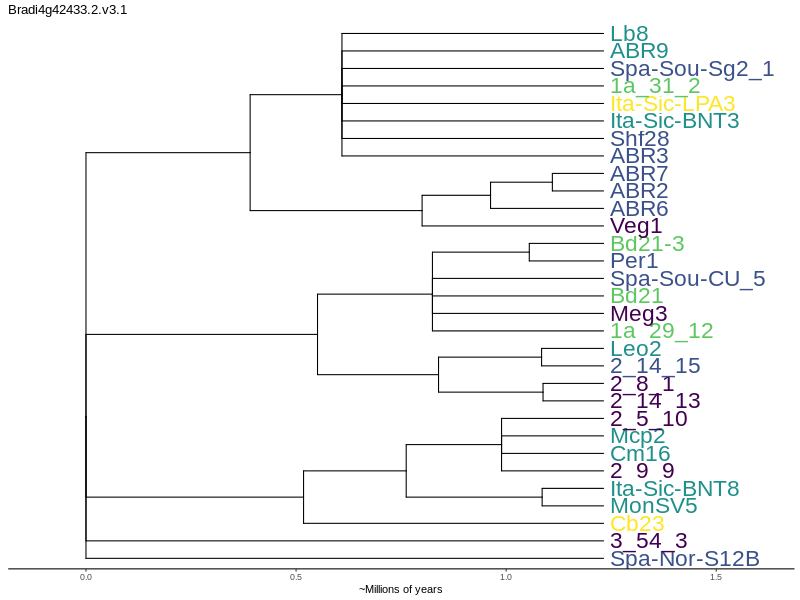 Bradi4g42433.2.v3.1
Lb8
ABR9
Spa-Sou-Sg2_1
1a_31_2
Ita-Sic-LPA3
Ita-Sic-BNT3
Shf28
ABR3
ABR7
ABR2
ABR6
Veg1
Bd21-3
Per1
Spa-Sou-CU_5
Bd21
Meg3
1a_29_12
Leo2
2_14_15
2_8_1
2_14_13
2_5_10
Mcp2
Cm16
2_9_9
Ita-Sic-BNT8
MonSV5
Cb23
3_54_3
Spa-Nor-S12B
0.0 0.5 1.0 1.5
~Millions of years